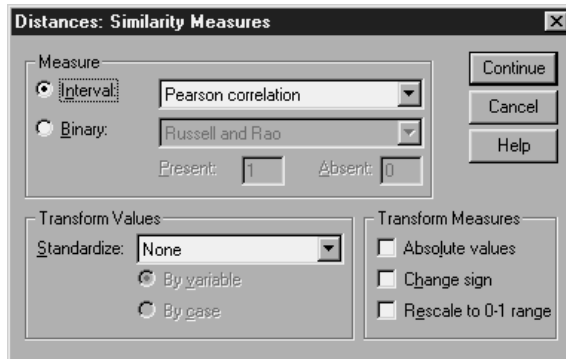 Distances: Similarity Measures
Measure
Interval: Pearson correlation
Binary: Russell and Rao
Present: 1 Absent: 0
Continue
Cancel
Help
Transform Values
Standardize: None
By variable
By case
Transform Measures
Absolute values
Change sign
Rescale to 0-1 range